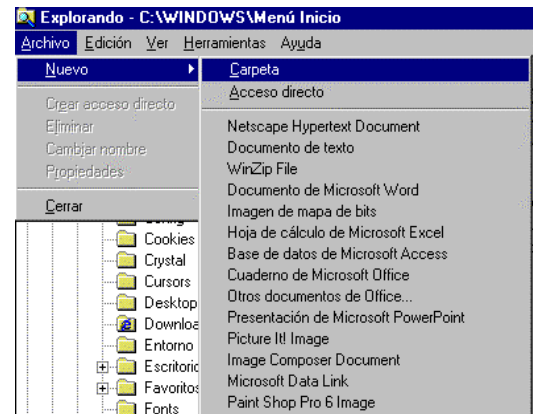 Explorando - C:\WINDOWS\Menú Inicio
Archivo Edición Ver Herramientas Ayuda
Nuevo
Crear acceso directo
Eliminar
Cambiar nombre
Propiedades
Cerrar
Carpeta
Acceso directo
Netscape Hypertext Document
Documento de texto
WinZip File
Documento de Microsoft Word
Imagen de mapa de bits
Hoja de cálculo de Microsoft Excel
Base de datos de Microsoft Access
Cuaderno de Microsoft Office
Otros documentos de Office...
Presentación de Microsoft PowerPoint
Picture It! Image
Image Composer Document
Microsoft Data Link
Paint Shop Pro 6 Image
Cookies
Crystal
Cursors
Desktop
Downloa
Entorno
Escritorio
Favoritos
Fonts